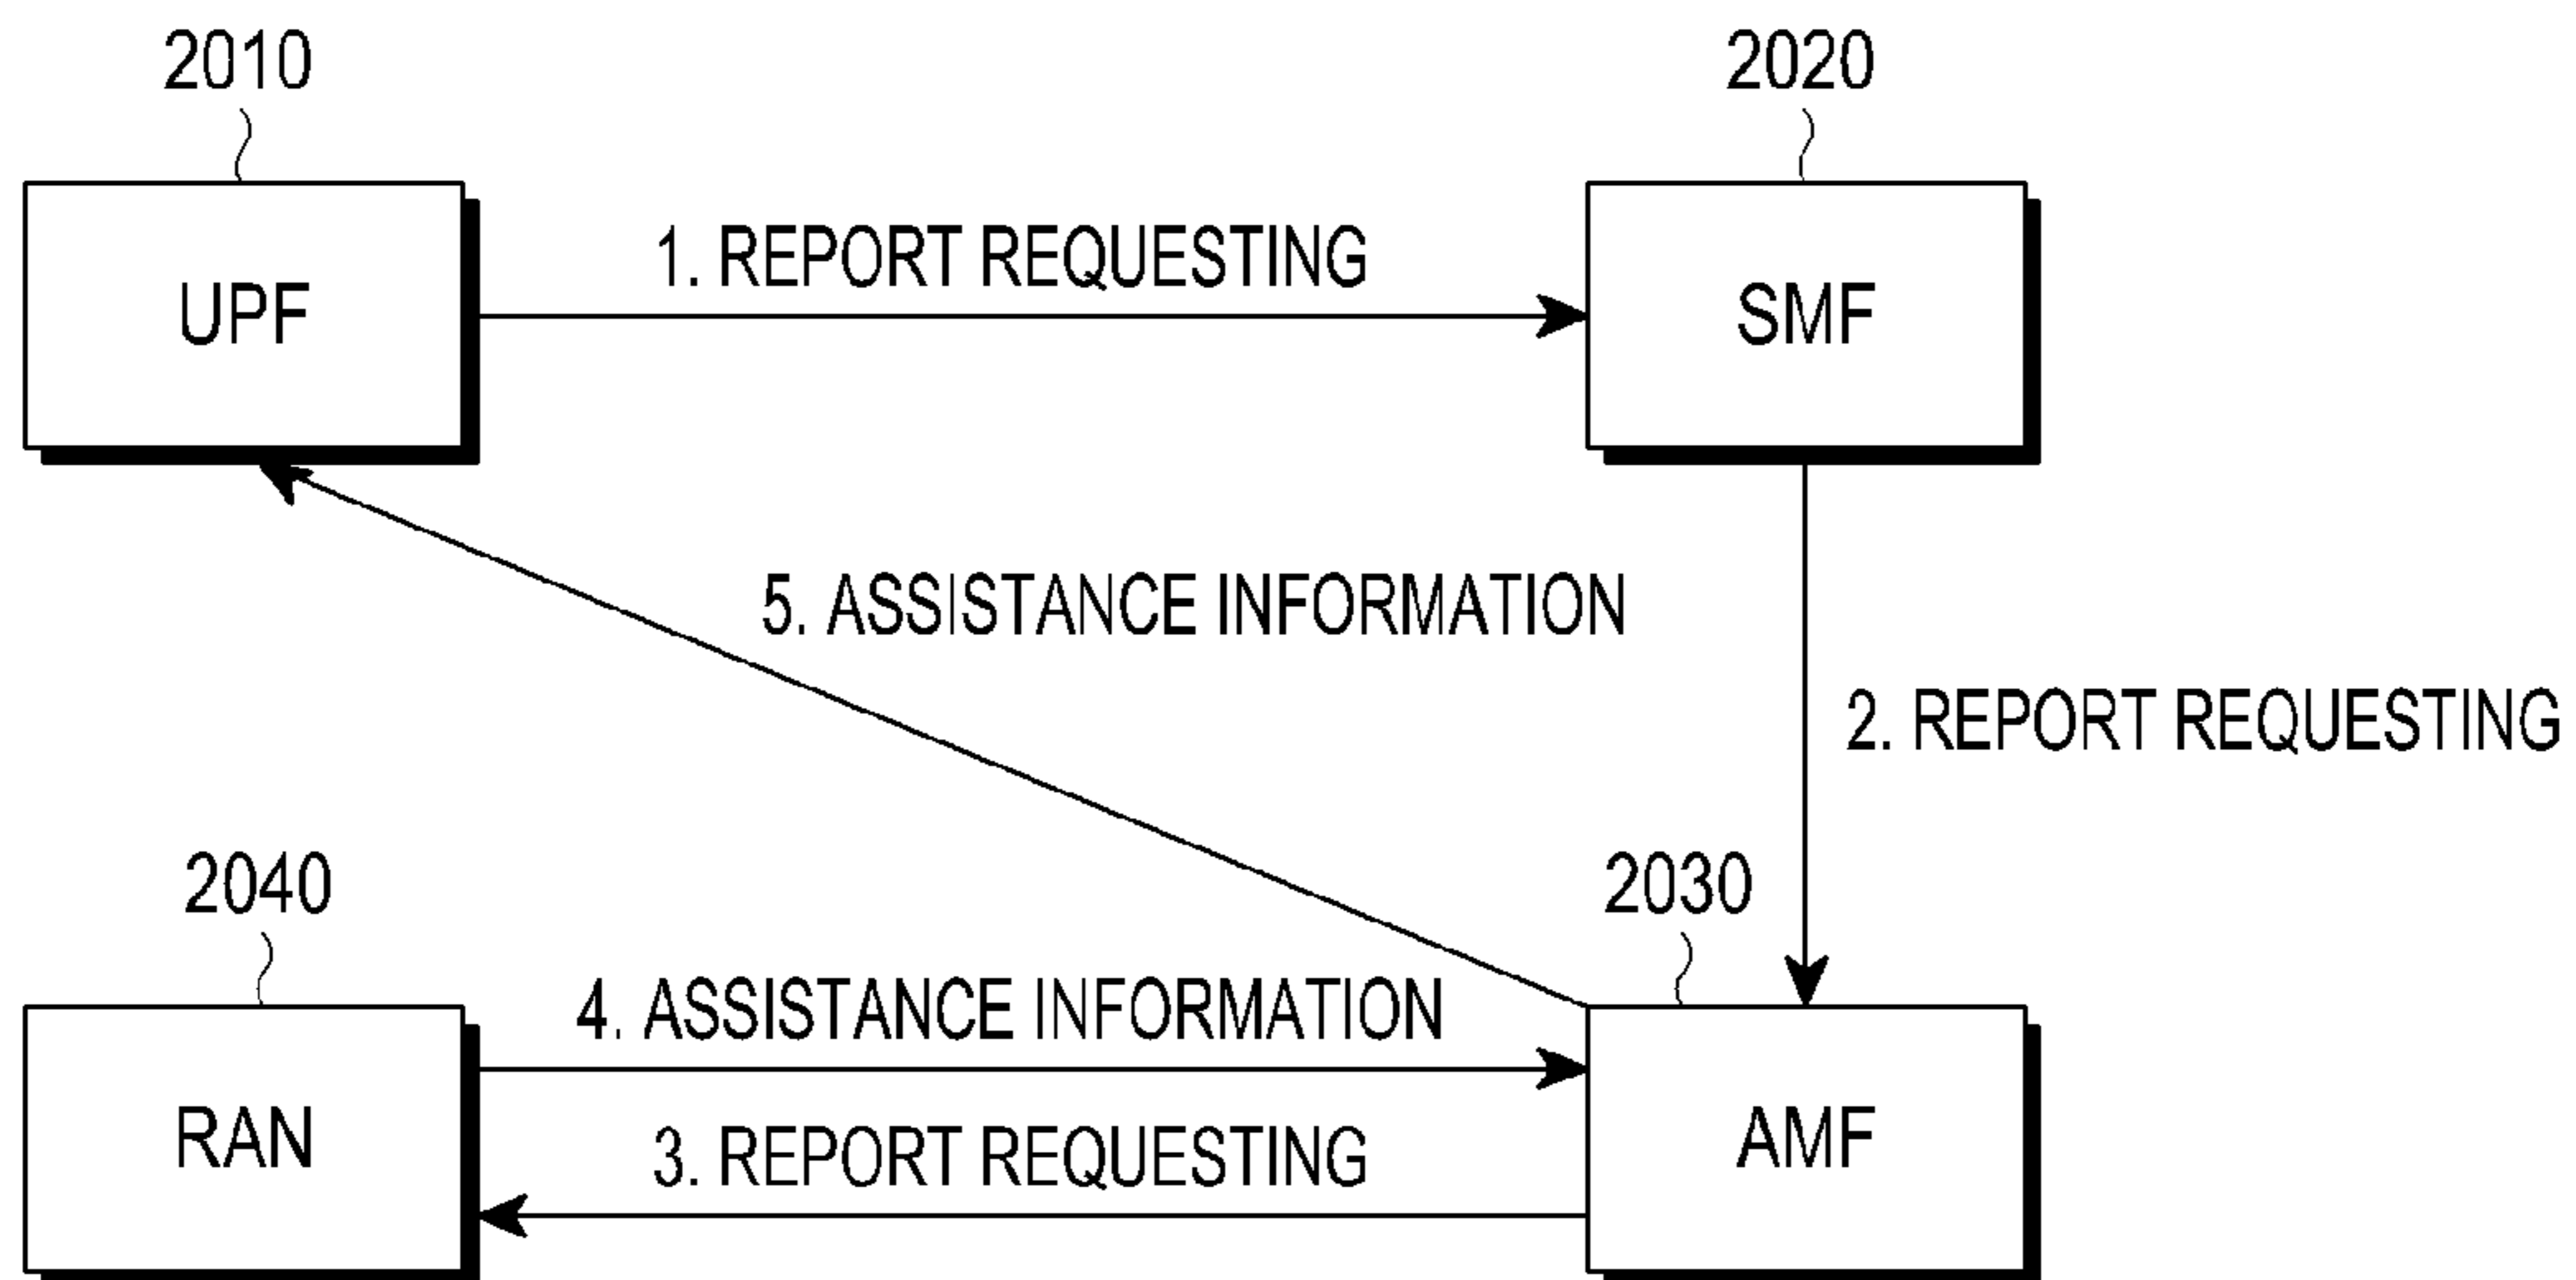 2010
2020
UPF
1. REPORT REQUESTING
SMF
5. ASSISTANCE INFORMATION
2. REPORT REQUESTING
2040
2030
RAN
4. ASSISTANCE INFORMATION
3. REPORT REQUESTING
AMF